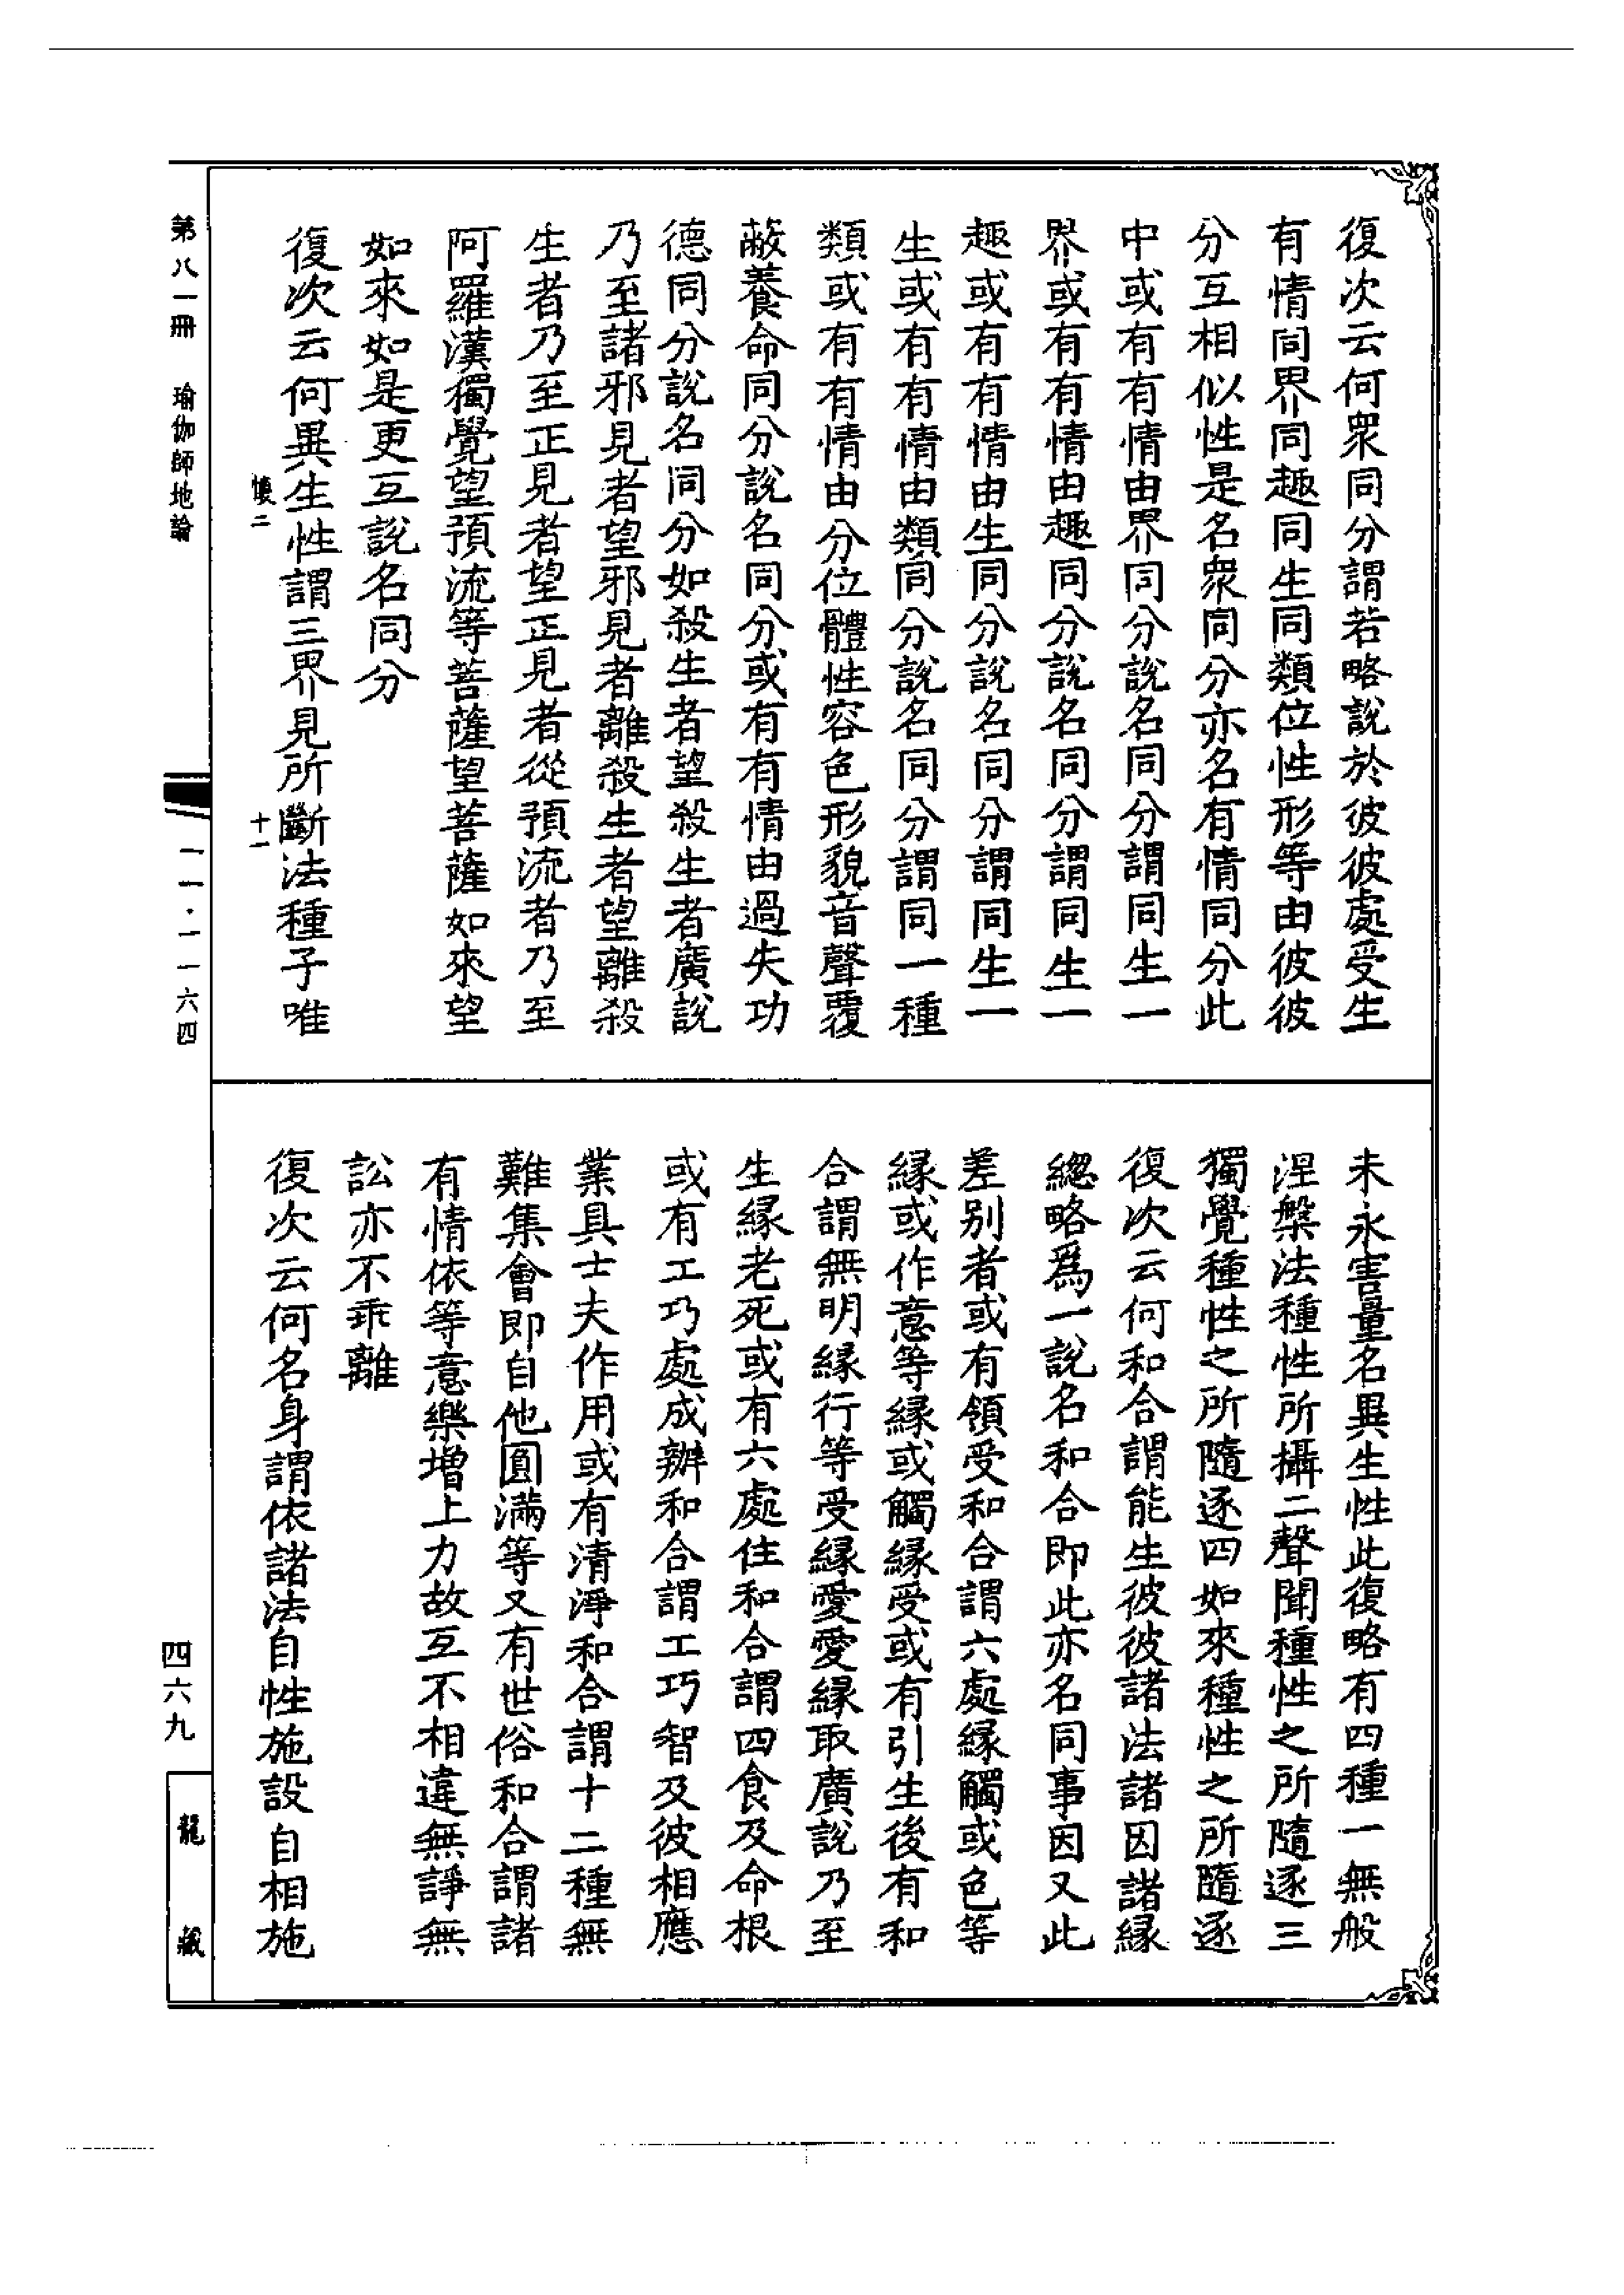 復次云何眾同分謂若略說於彼彼處受生
有情同界同趣同生同類位性形等由彼彼
分互相似性是名眾同分亦名有情同分此
中或有有情由界同分說名同分謂同生一
界或有有情由趣同分說名同分謂同生一
趣或有有情由生同分說名同分謂同生一
生或有有情由類同分說名同分謂同一種
類或有有情由分位體性容色形貌音聲覆
蔽養命同分說名同分或有有情由過失功
德同分說名同分如殺生者望殺生者廣說
乃至諸邪見者望邪見者離殺生者望離殺
生者乃至正見者望正見者從預流者乃至
阿羅漢獨覺望預流等菩薩望菩薩如來望
如來如是更互說名同分
復次云何異生性謂三界見所斷法種子唯
懷二
十一
未永害量名異生性此復略有四種一無般
涅槃法種性所攝二聲聞種性之所隨逐三
獨覺種性之所隨逐四如來種性之所隨逐
復次云何和合謂能生彼彼諸法諸因諸緣
總略爲一說名和合即此亦名同事因又此
差別者或有領受和合謂六處緣觸或色等
緣或作意等緣或觸緣受或有引生後有和
合謂無明緣行等受緣愛愛緣取廣說乃至
生緣老死或有六處住和合謂四食及命根
或有工巧處成辦和合謂工巧智及彼相應
業具士夫作用或有清淨和合謂十二種無
難集會即自他圓滿等又有世俗和合謂諸
有情依等意樂增上力故互不相違無諍無
訟亦不乖離
復次云何名身謂依諸法自性施設自相施
第八一冊 瑜伽師地論
一一·一一六四
四六九
龍藏